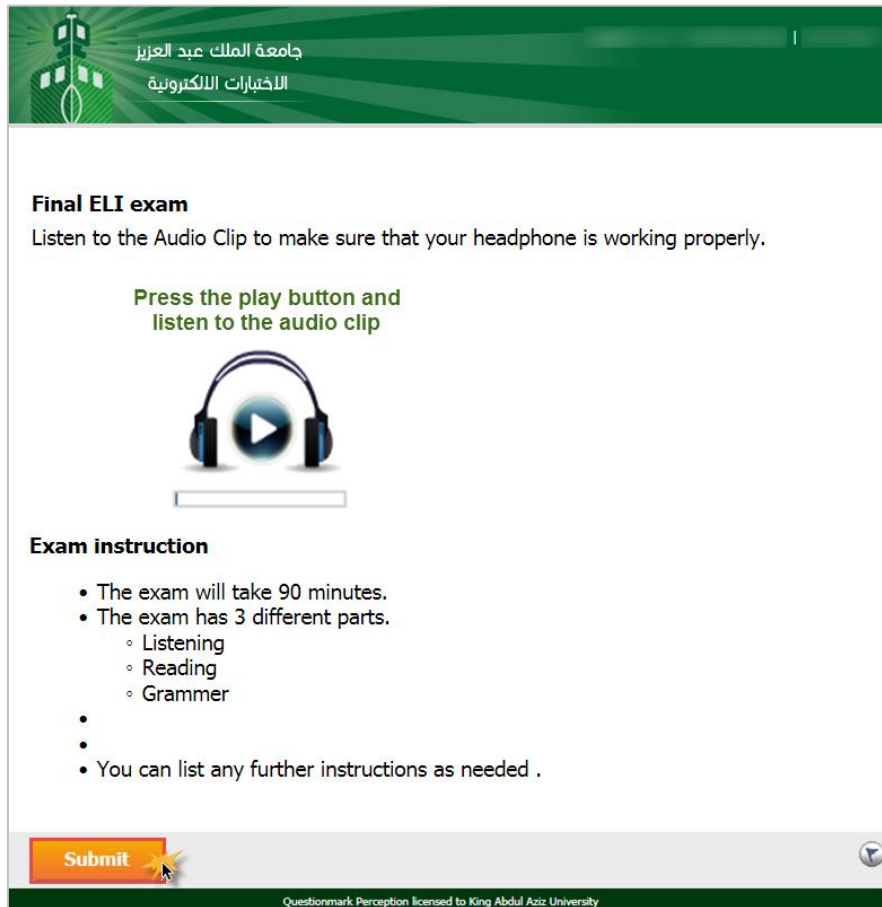 جامعة الملك عبد العزيز
الاختبارات الالكترونية
Final ELI exam
Listen to the Audio Clip to make sure that your headphone is working properly.
Press the play button and
listen to the audio clip
Exam instruction
• The exam will take 90 minutes.
• The exam has 3 different parts.
◦ Listening
◦ Reading
◦ Grammer
•
•
• You can list any further instructions as needed .
Submit
Questionmark Perception licensed to King Abdul Aziz University